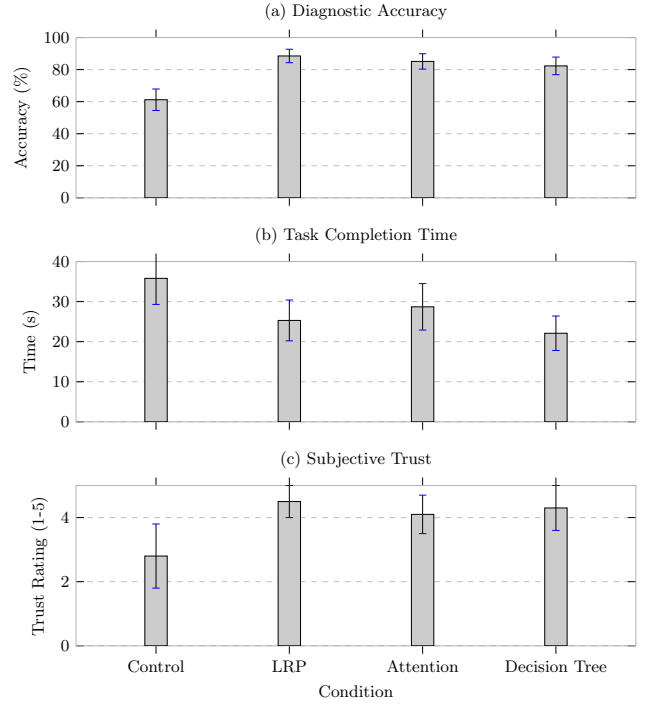 (a) Diagnostic Accuracy
100
80
60
40
20
0
Accuracy (%)
(b) Task Completion Time
40
30
20
10
0
Time (s)
(c) Subjective Trust
4
2
0
Trust Rating (1-5)
Control LRP Attention Decision Tree
Condition